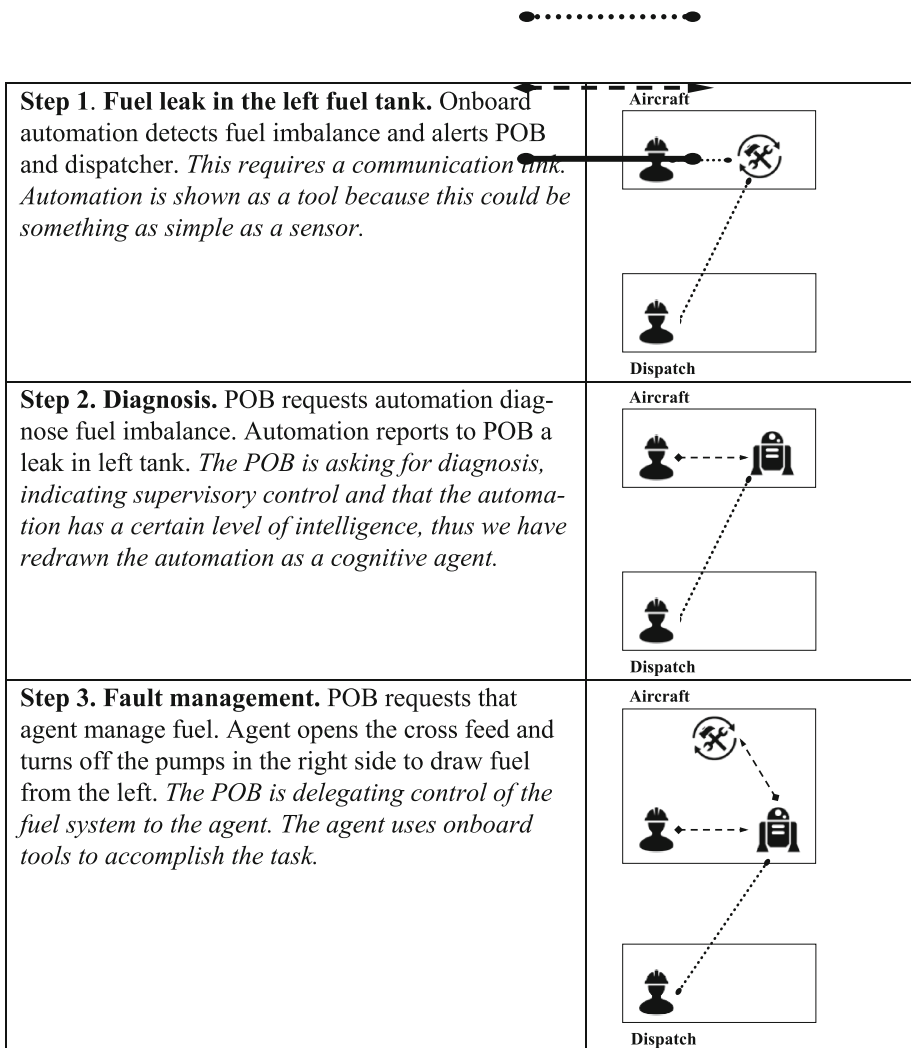 Step 1. Fuel leak in the left fuel tank. Onboard
automation detects fuel imbalance and alerts POB
and dispatcher. This requires a communication link.
Automation is shown as a tool because this could be
something as simple as a sensor.
Aircraft
Dispatch
Step 2. Diagnosis. POB requests automation diag-
nose fuel imbalance. Automation reports to POB a
leak in left tank. The POB is asking for diagnosis,
indicating supervisory control and that the automa-
tion has a certain level of intelligence, thus we have
redrawn the automation as a cognitive agent.
Aircraft
Dispatch
Step 3. Fault management. POB requests that
agent manage fuel. Agent opens the cross feed and
turns off the pumps in the right side to draw fuel
from the left. The POB is delegating control of the
fuel system to the agent. The agent uses onboard
tools to accomplish the task.
Aircraft
Dispatch